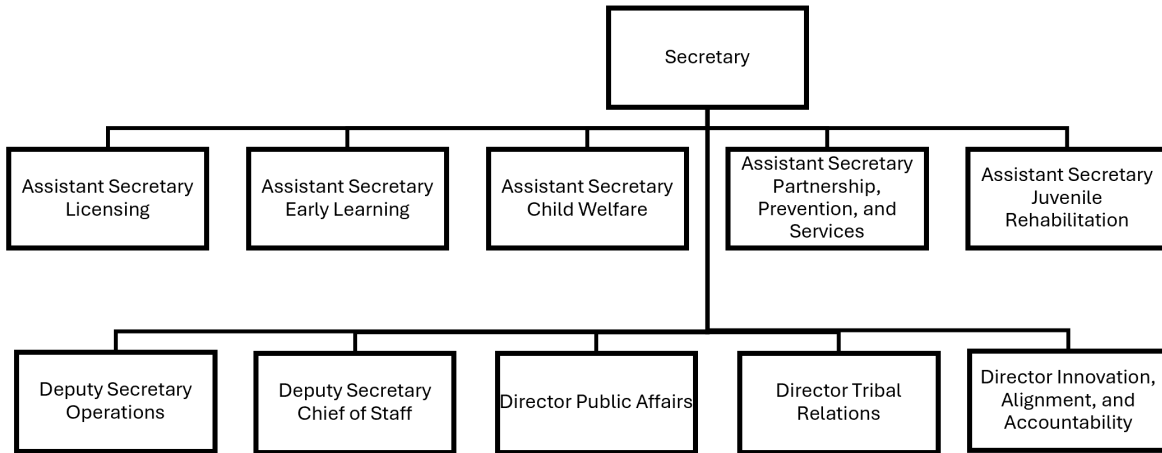 Secretary
Assistant Secretary
Licensing
Assistant Secretary
Early Learning
Assistant Secretary
Child Welfare
Assistant Secretary
Partnership,
Prevention, and
Services
Assistant Secretary
Juvenile
Rehabilitation
Deputy Secretary
Operations
Deputy Secretary
Chief of Staff
Director Public Affairs
Director Tribal
Relations
Director Innovation,
Alignment, and
Accountability